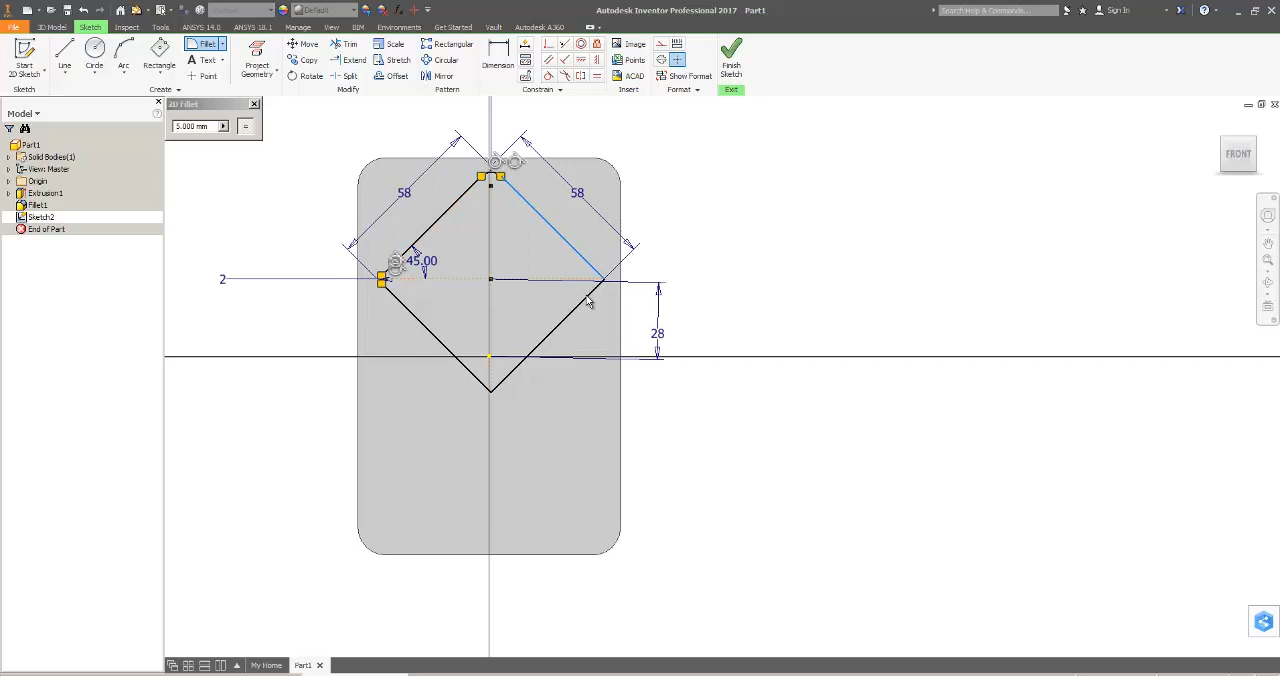 Default
Autodesk Inventor Professional 2017 Part1
Search Help & Commands...
Sign In
File
3D Model
Sketch
Inspect
Tools
ANSYS 14.0
Manage
View
BIM
Environments
Get Started
Vault
Autodesk A360
ANSYS 18.1
Start
2D Sketch
Line
Circle
Arc
Rectangle
Fillet
Text
Point
Project
Geometry
Move
Copy
Rotate
Trim
Extend
Split
Scale
Stretch
Offset
Rectangular
Circular
Mirror
Dimension
Image
Points
ACAD
Show Format
Finish
Sketch
Sketch
Create
Modify
Pattern
Constrain
Insert
Format
Exit
Model
2D Fillet
5.000 mm
Part1
Solid Bodies(1)
View: Master
Origin
Extrusion1
Fillet1
Sketch2
End of Part
FRONT
58
58
45.00
2
28
My Home
Part1